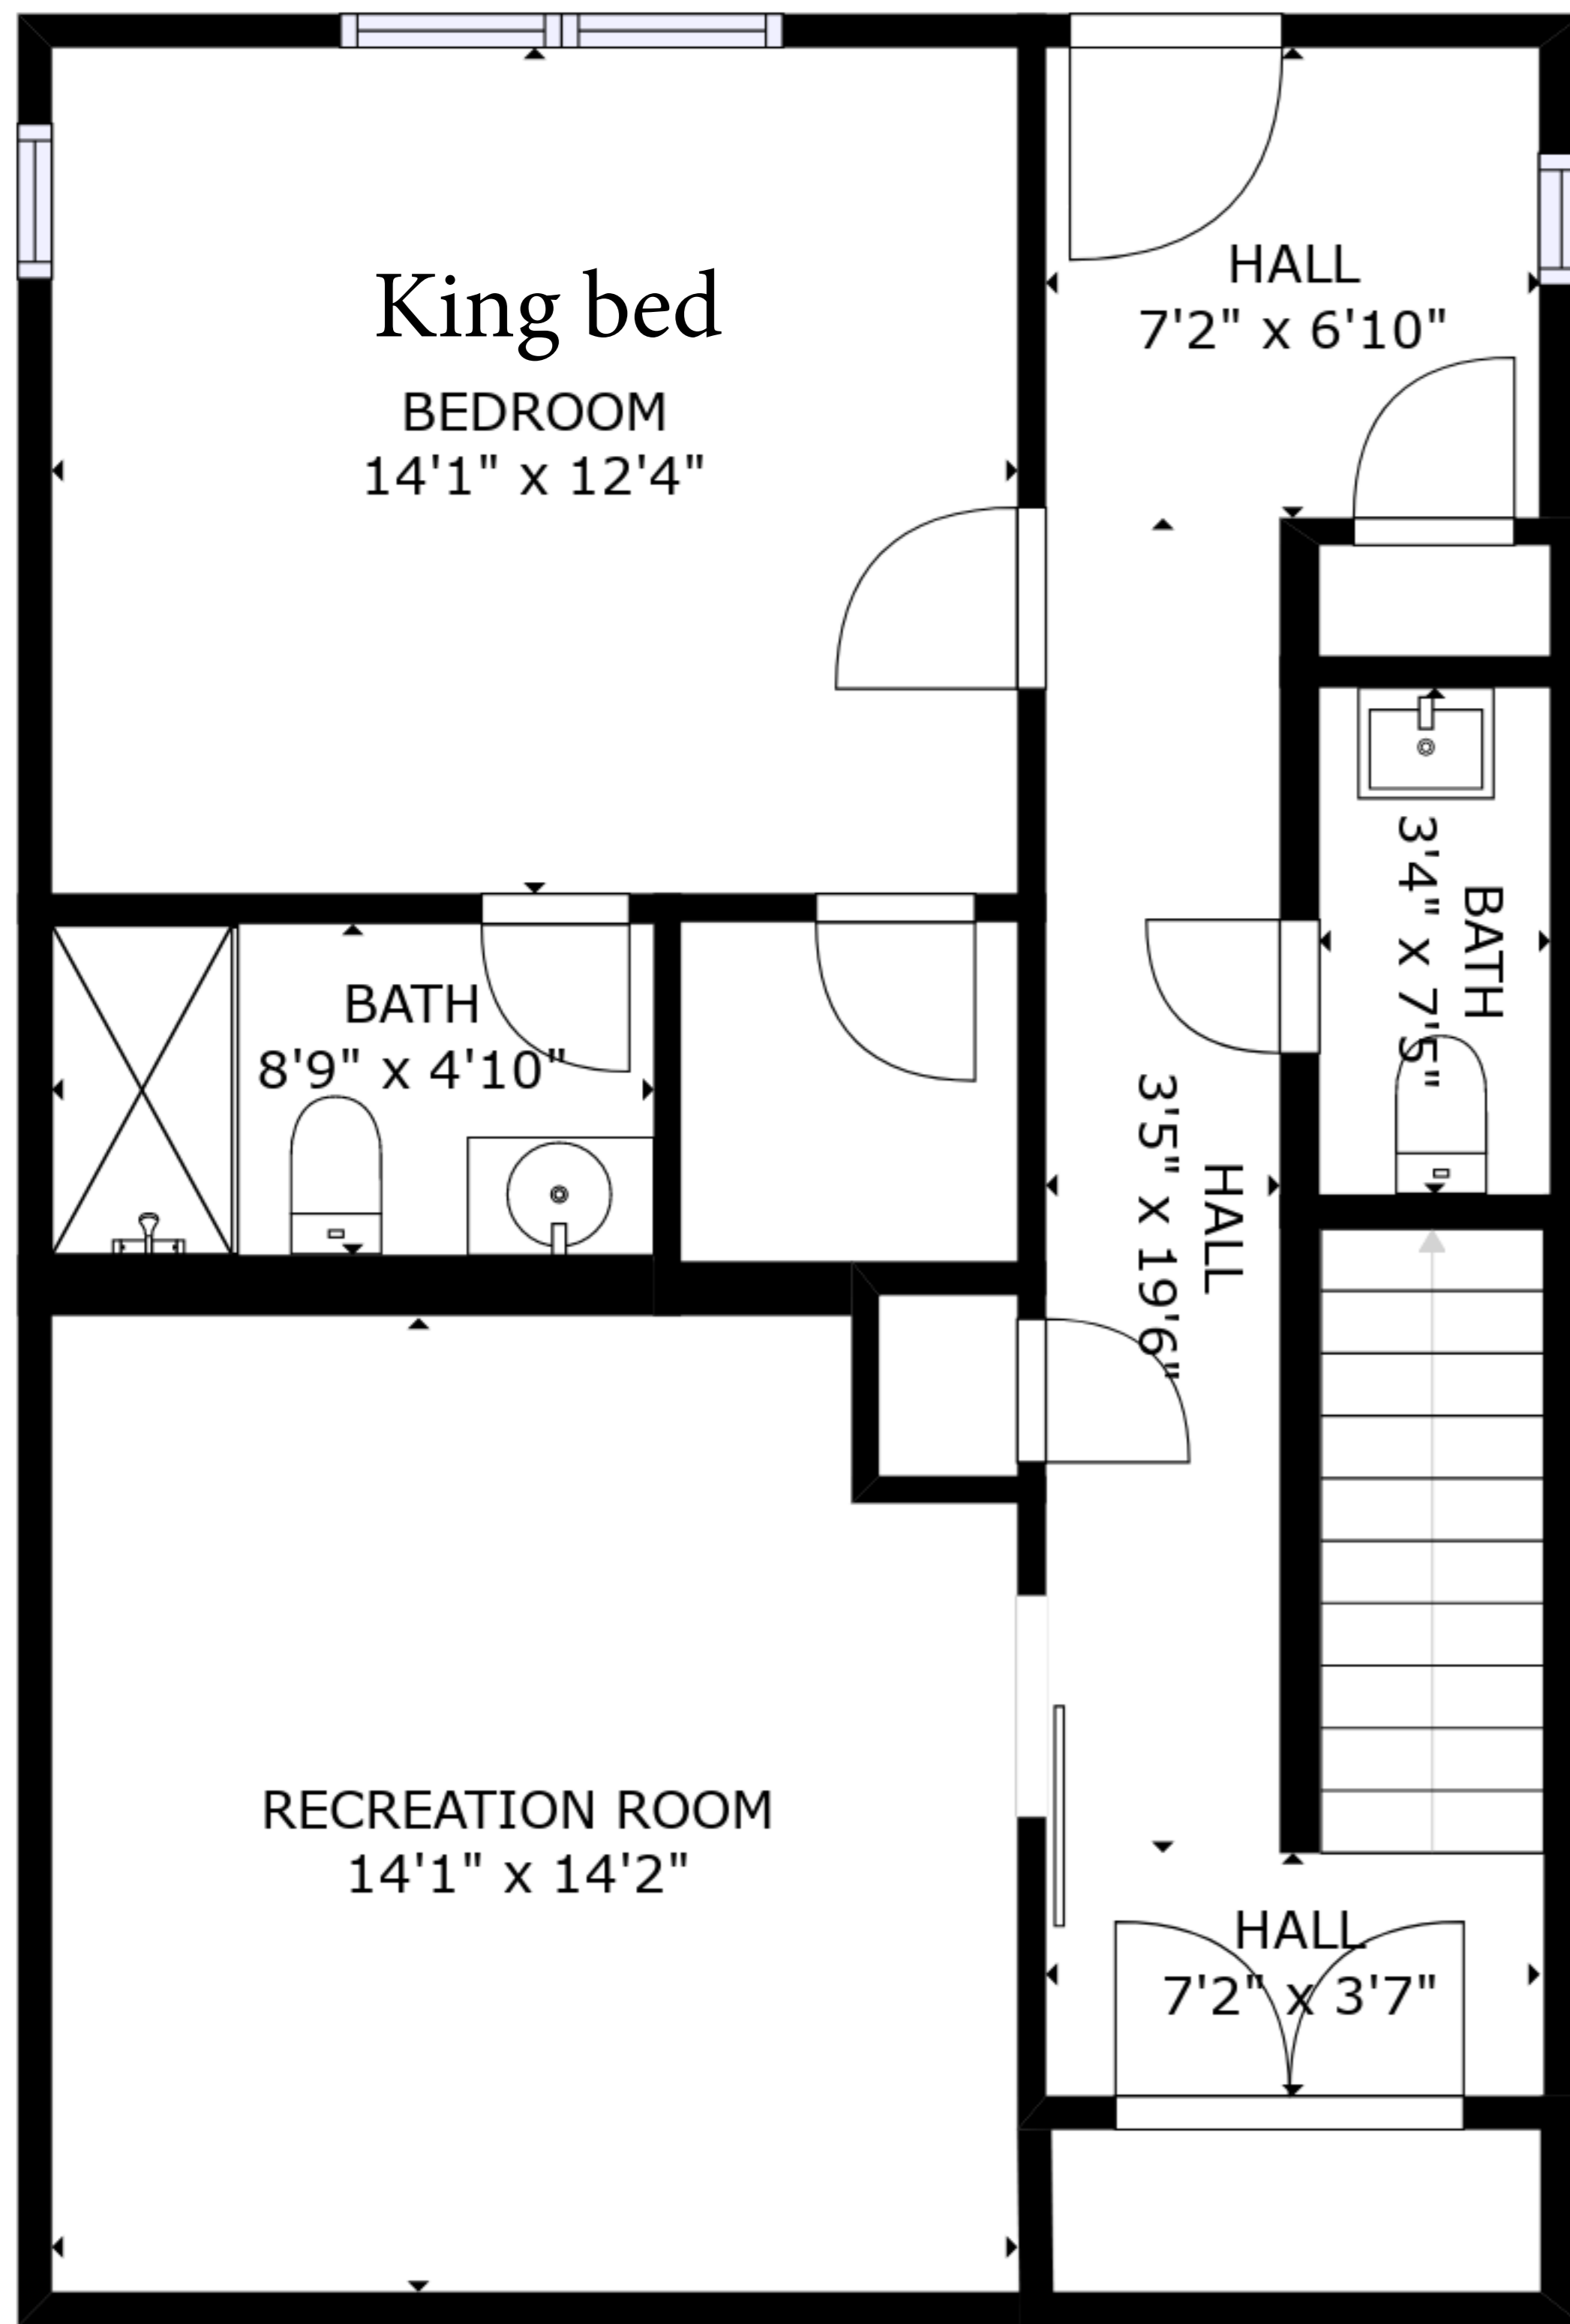 King bed
BEDROOM
14'1" x 12'4"
HALL
7'2" x 6'10"
BATH
3'4" x 7'5"
BATH
8'9" x 4'10"
HALL
3'5" x 19'6"
RECREATION ROOM
14'1" x 14'2"
HALL
7'2" x 3'7"